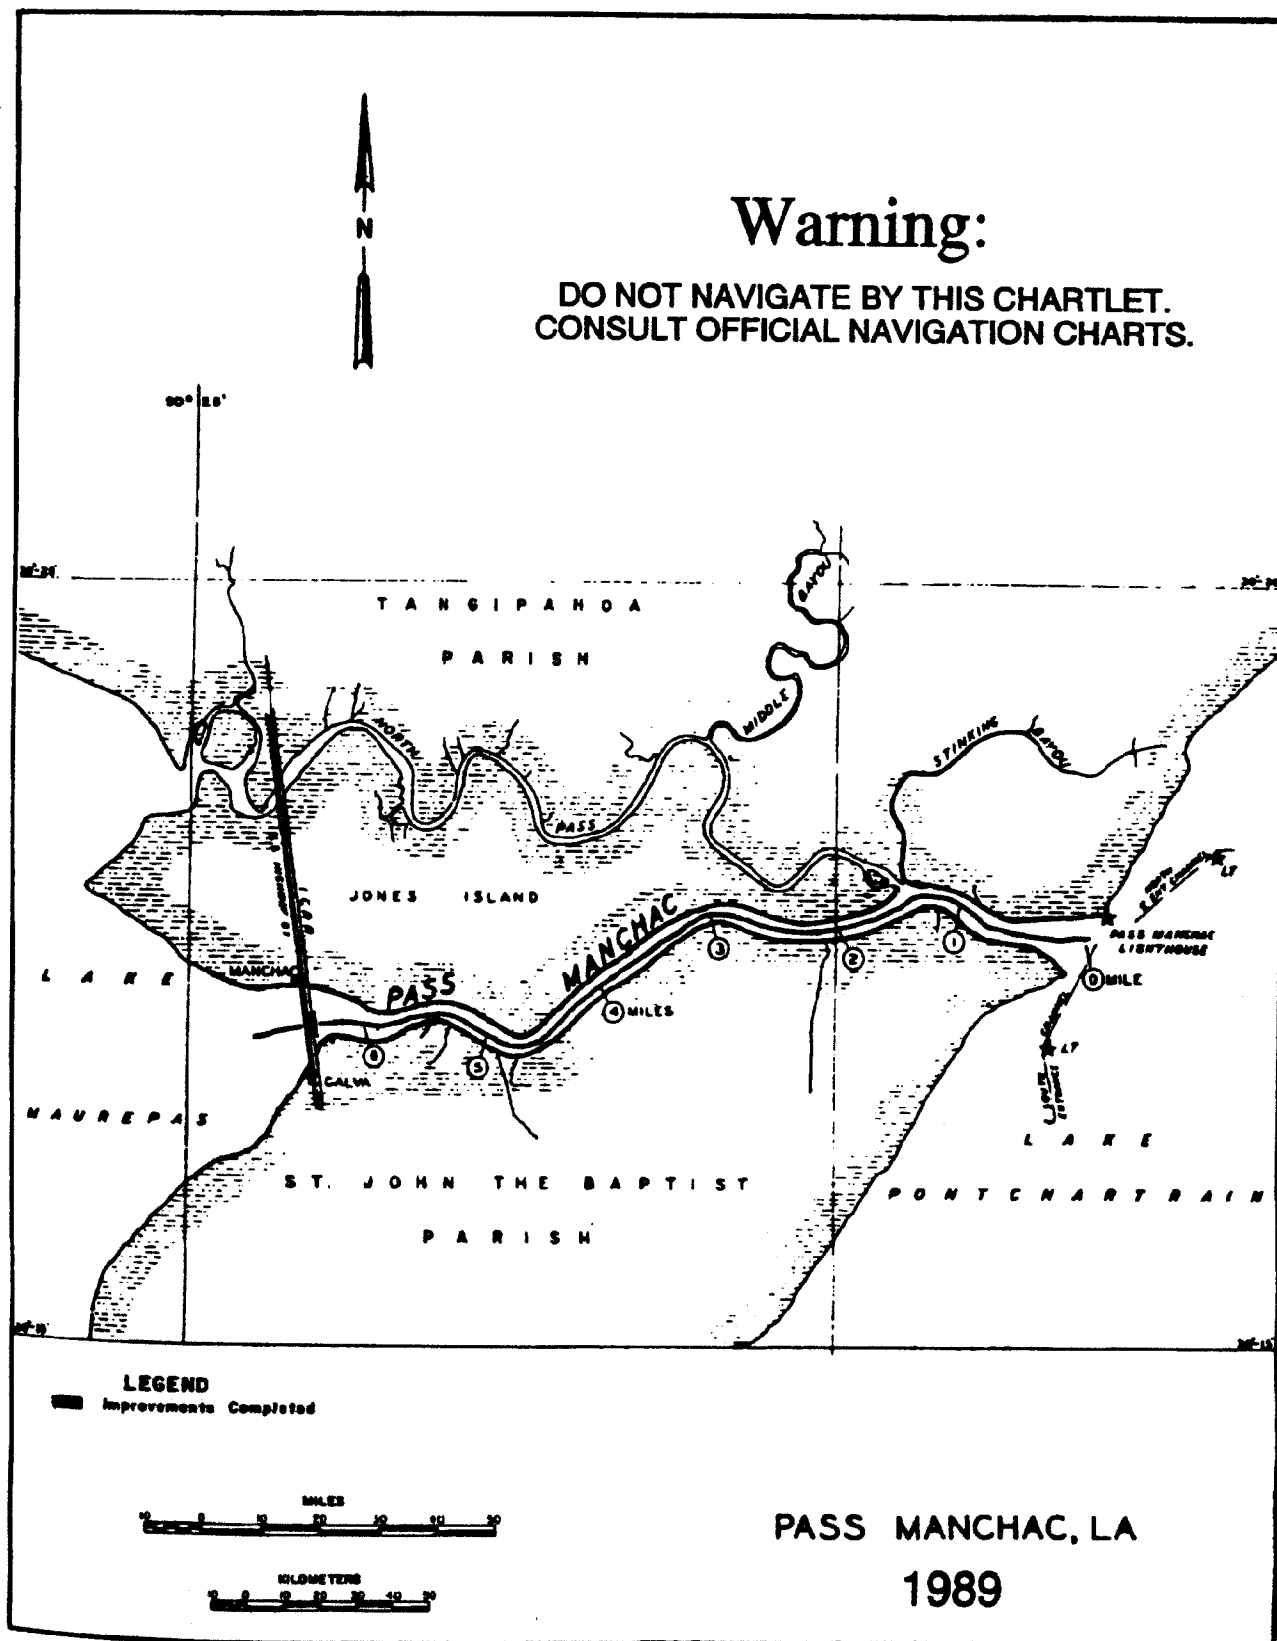 N
Warning:
DO NOT NAVIGATE BY THIS CHARTLET.
CONSULT OFFICIAL NAVIGATION CHARTS.
TANGIPAHOA
PARISH
BAYOU
MIDDLE
NORTH
PASS
STINKING
BAYOU
JONES ISLAND
LT
PASS MANCHAC
LIGHTHOUSE
MANCHAC
PASS
1
2
3
4 MILES
5
6
0 MILE
LAKE
MANCHAC
GALVA
LT
MAUREPAS
LAKE
PONTCHARTRAIN
ST. JOHN THE BAPTIST
PARISH
LEGEND
Improvements Completed
MILES
KILOMETERS
PASS MANCHAC, LA
1989